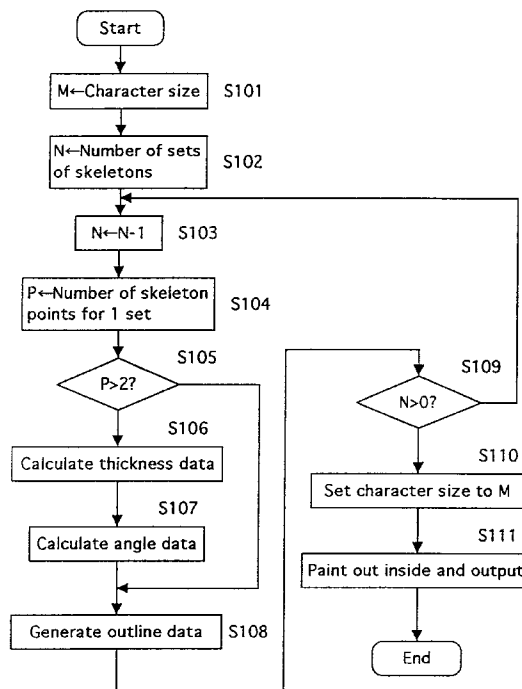 Start
M←Character size S101
N←Number of sets
of skeletons S102
N←N-1 S103
P←Number of skeleton
points for 1 set S104
S105
P>2?
S106
Calculate thickness data
S107
Calculate angle data
Generate outline data S108
S109
N>0?
S110
Set character size to M
S111
Paint out inside and output
End